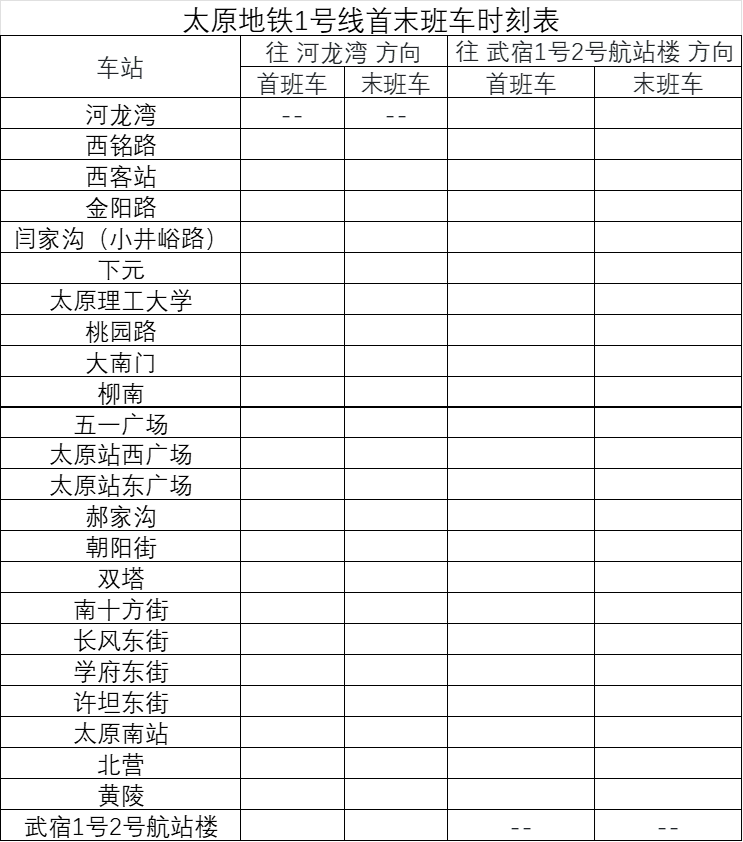 太原地铁1号线首末班车时刻表
车站 往 河龙湾 方向 往 武宿1号2号航站楼 方向
首班车 末班车 首班车 末班车
河龙湾 -- --
西铭路
西客站
金阳路
闫家沟（小井峪路）
下元
太原理工大学
桃园路
大南门
柳南
五一广场
太原站西广场
太原站东广场
郝家沟
朝阳街
双塔
南十方街
长风东街
学府东街
许坦东街
太原南站
北营
黄陵
武宿1号2号航站楼 -- --